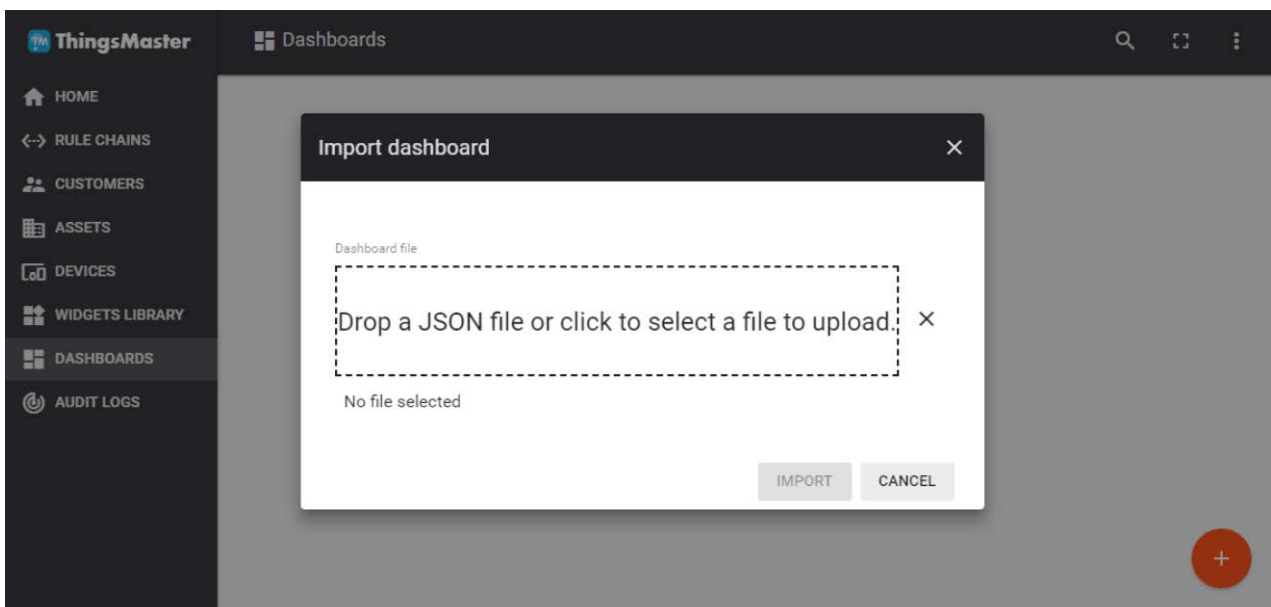 TM ThingsMaster
Dashboards
HOME
RULE CHAINS
CUSTOMERS
ASSETS
DEVICES
WIDGETS LIBRARY
DASHBOARDS
AUDIT LOGS
Import dashboard
Dashboard file
Drop a JSON file or click to select a file to upload.
No file selected
IMPORT CANCEL